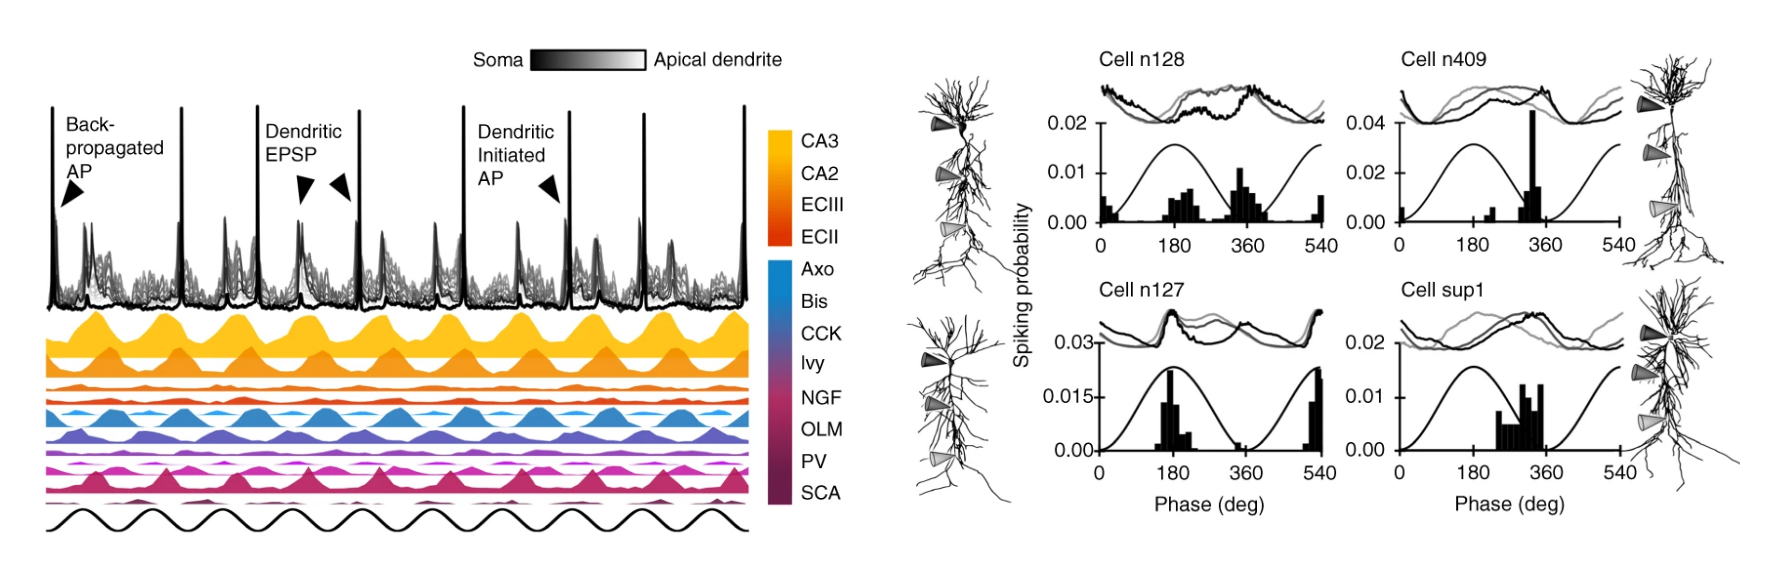 Soma Apical dendrite
Back-
propagated
AP
Dendritic
EPSP
Dendritic
Initiated
AP
CA3
CA2
ECIII
ECII
Axo
Bis
CCK
Ivy
NGF
OLM
PV
SCA
Spiking probability
Cell n128
0.02
0.01
0.00
0 180 360 540
Cell n409
0.04
0.02
0.00
0 180 360 540
Cell n127
0.03
0.015
0.00
0 180 360 540
Phase (deg)
Cell sup1
0.02
0.01
0.00
0 180 360 540
Phase (deg)